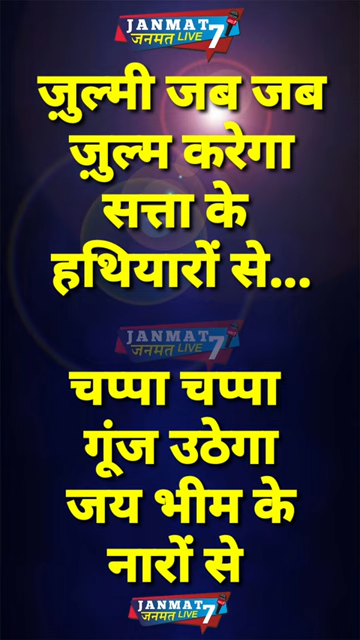 JANMAT
जनमत LIVE 7
ज़ुल्मी जब जब
ज़ुल्म करेगा
सत्ता के
हथियारों से...
JANMAT
जनमत LIVE 7
चप्पा चप्पा
गूंज उठेगा
जय भीम के
नारों से
JANMAT
जनमत LIVE 7